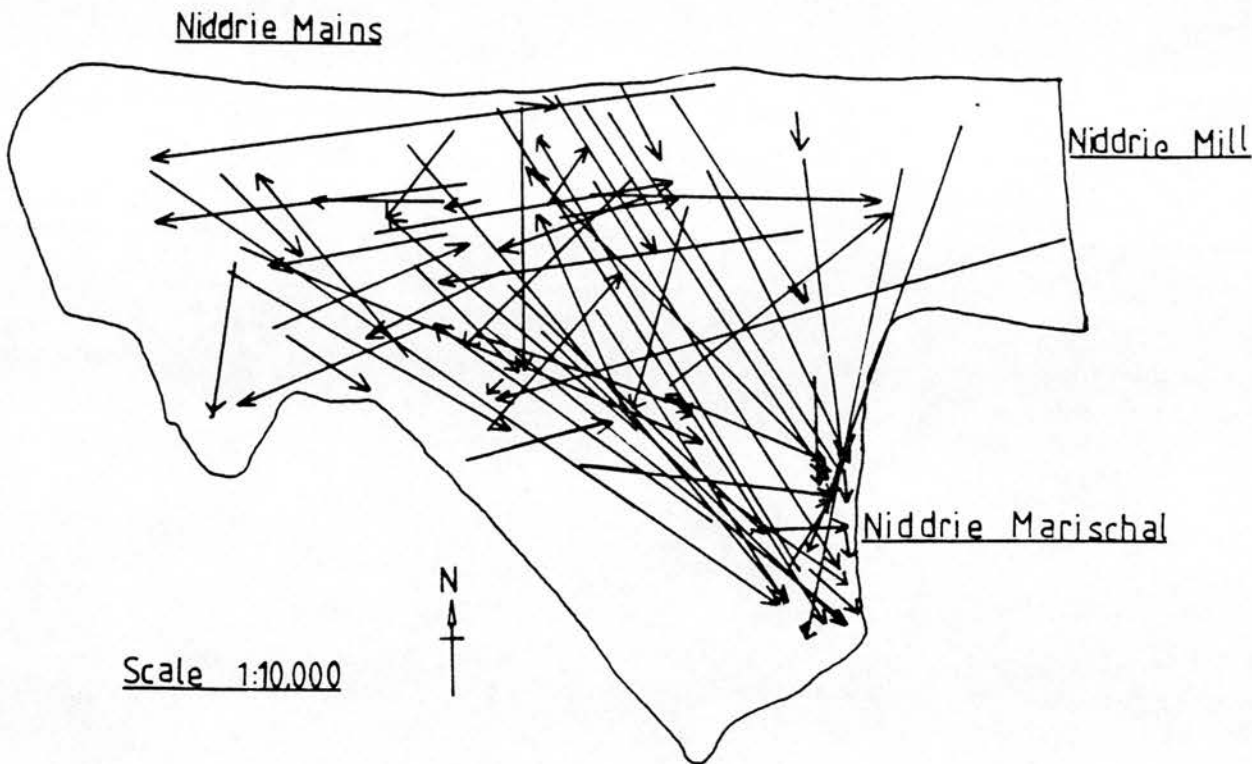 Niddrie Mains
Niddrie Mill
Niddrie Marischal
N
Scale 1:10,000